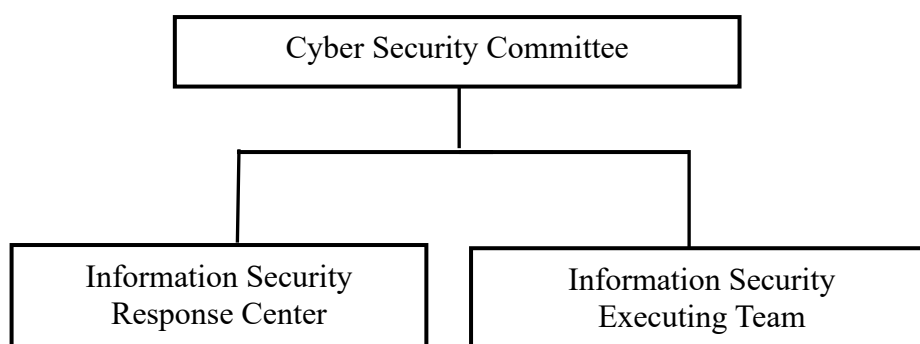 Cyber Security Committee
Information Security
Response Center
Information Security
Executing Team